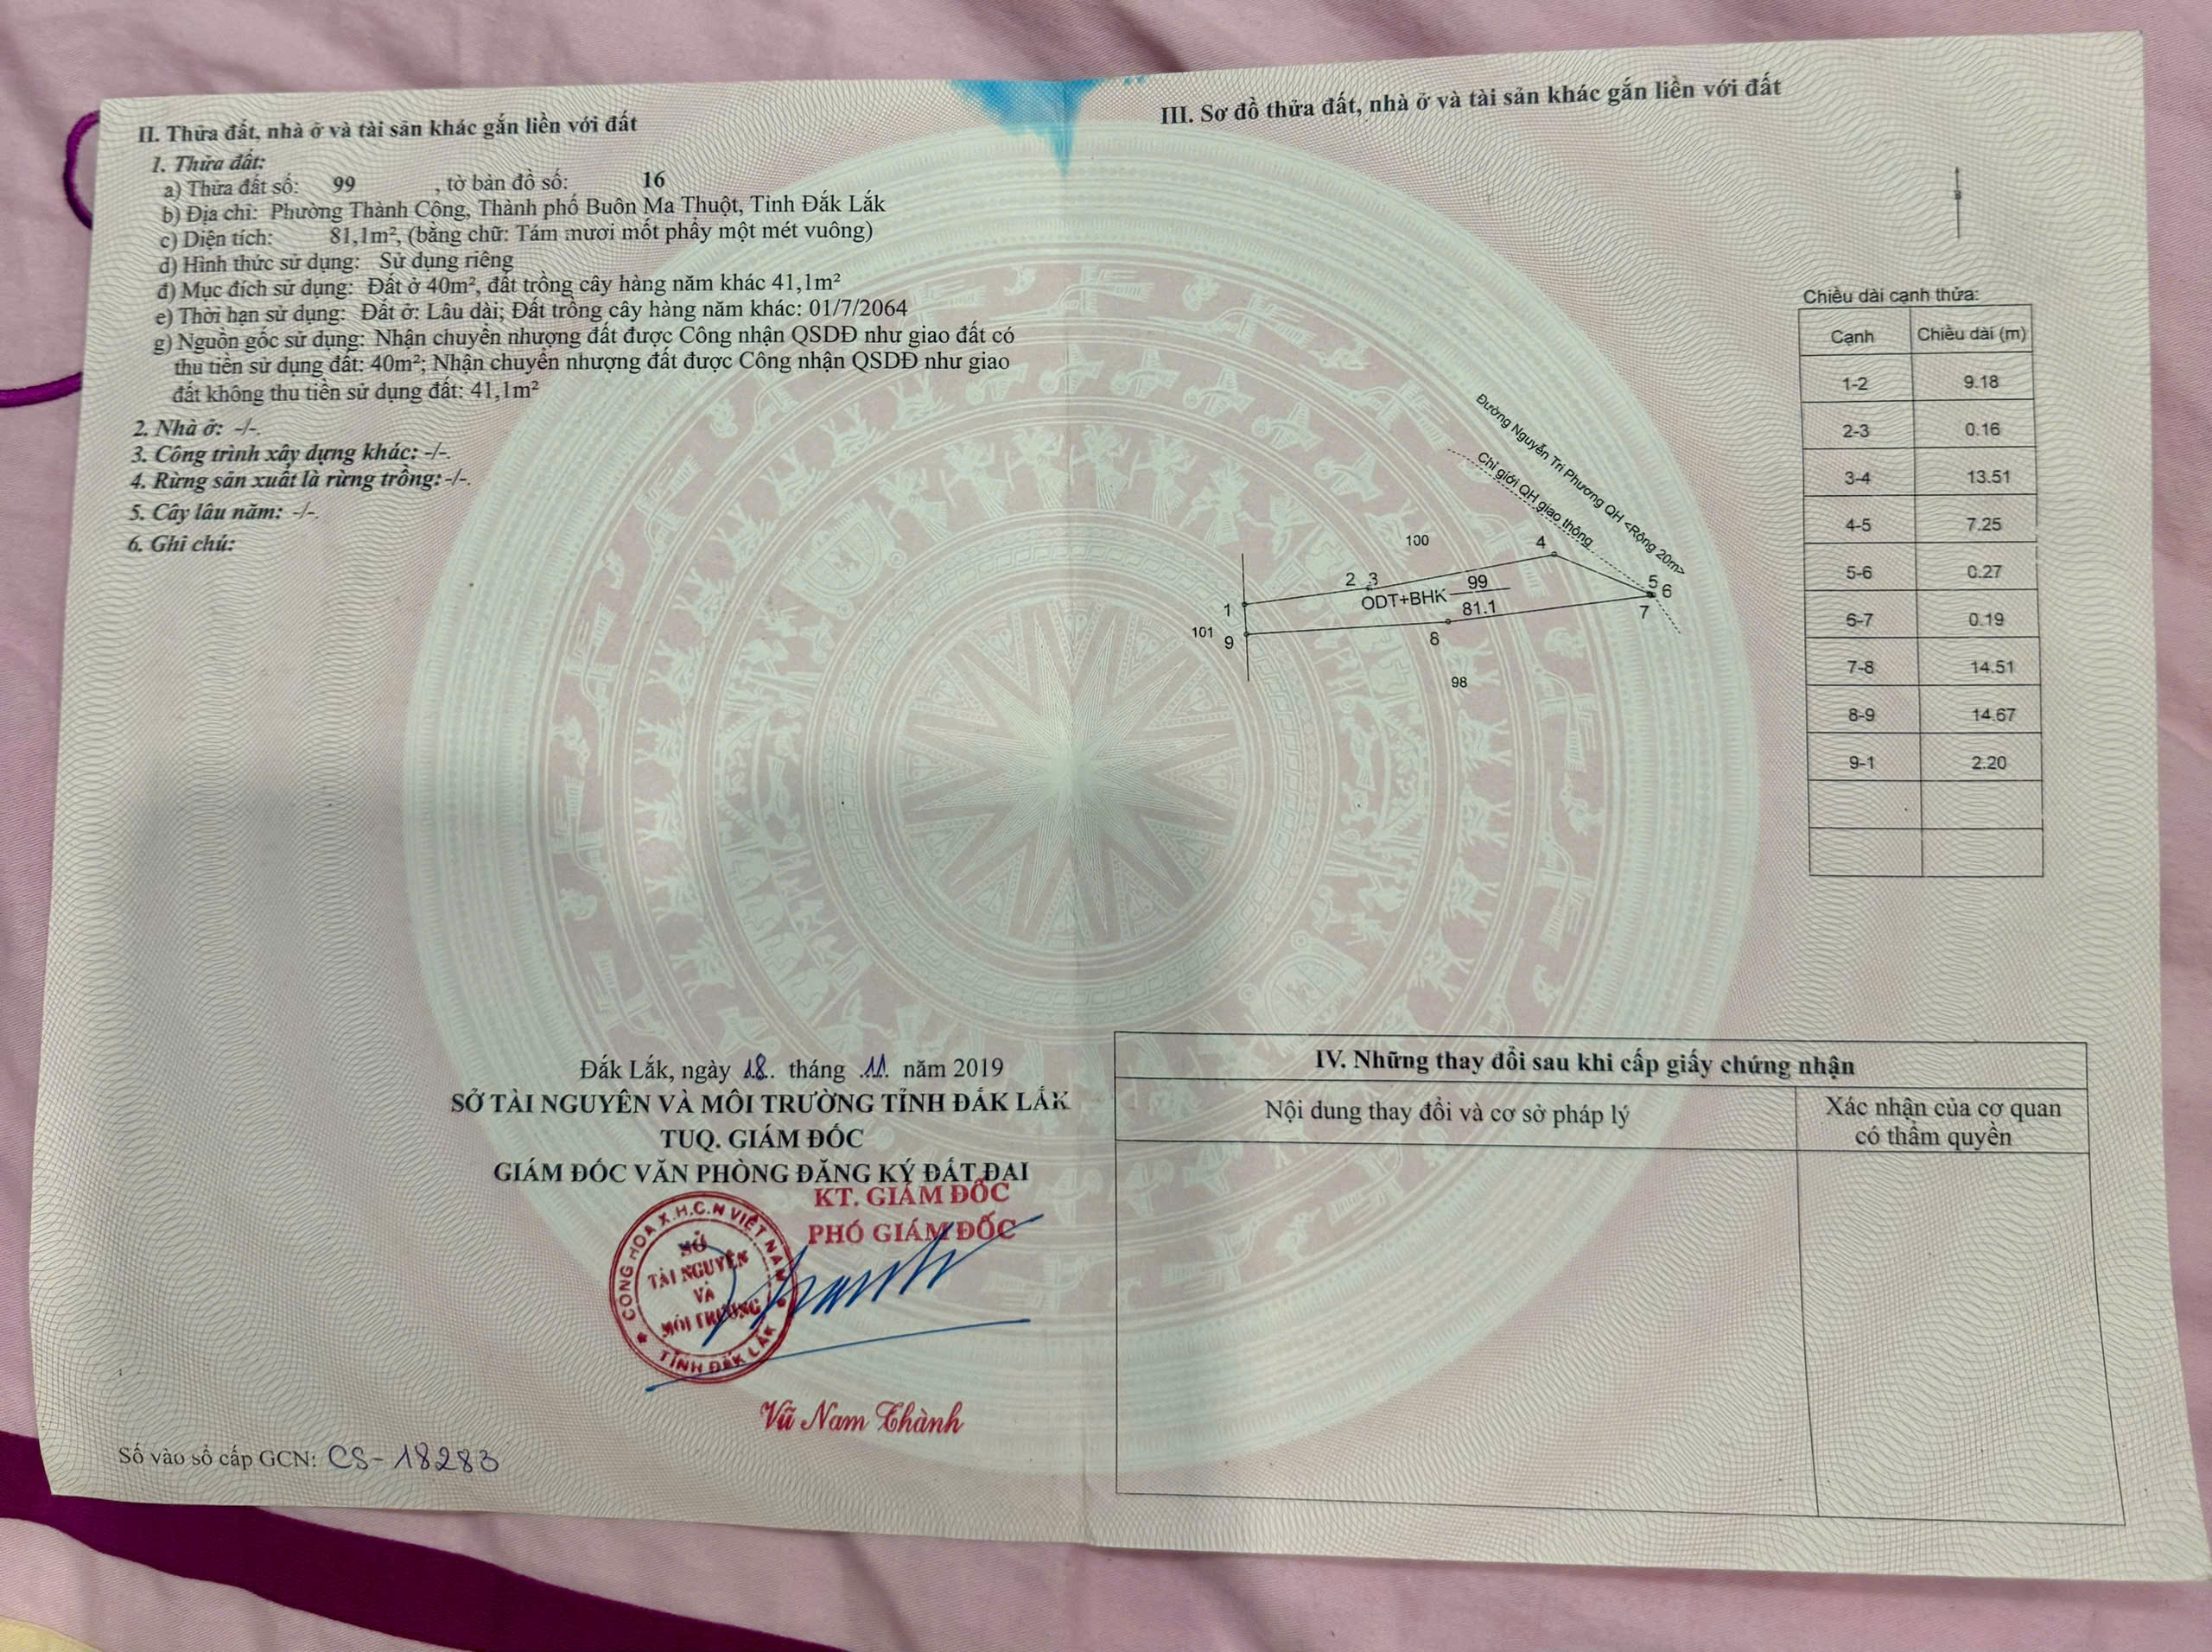 II. Thửa đất, nhà ở và tài sản khác gắn liền với đất
1. Thửa đất:
a) Thửa đất số: 99 , tờ bản đồ số: 16
b) Địa chỉ: Phường Thành Công, Thành phố Buôn Ma Thuột, Tỉnh Đắk Lắk
c) Diện tích: 81,1m², (bằng chữ: Tám mươi mốt phẩy một mét vuông)
d) Hình thức sử dụng: Sử dụng riêng
đ) Mục đích sử dụng: Đất ở 40m², đất trồng cây hàng năm khác 41,1m²
e) Thời hạn sử dụng: Đất ở: Lâu dài; Đất trồng cây hàng năm khác: 01/7/2064
g) Nguồn gốc sử dụng: Nhận chuyển nhượng đất được Công nhận QSDĐ như giao đất có
thu tiền sử dụng đất: 40m²; Nhận chuyển nhượng đất được Công nhận QSDĐ như giao
đất không thu tiền sử dụng đất: 41,1m²
2. Nhà ở: -/-.
3. Công trình xây dựng khác: -/-.
4. Rừng sản xuất là rừng trồng: -/-.
5. Cây lâu năm: -/-.
6. Ghi chú:
Đắk Lắk, ngày 18 tháng 11 năm 2019
SỞ TÀI NGUYÊN VÀ MÔI TRƯỜNG TỈNH ĐẮK LẮK
TUQ. GIÁM ĐỐC
GIÁM ĐỐC VĂN PHÒNG ĐĂNG KÝ ĐẤT ĐAI
KT. GIÁM ĐỐC
PHÓ GIÁM ĐỐC
CỘNG HÒA X.H.C.N VIỆT NAM
SỞ
TÀI NGUYÊN
VÀ
MÔI TRƯỜNG
TỈNH ĐẮK LẮK
Vũ Nam Thành
Số vào sổ cấp GCN: CS-18283
III. Sơ đồ thửa đất, nhà ở và tài sản khác gắn liền với đất
Đường Nguyễn Tri Phương QH <Rộng 20m>
Chỉ giới QH giao thông
100
4
2 3
99
5
6
1
ODT+BHK
81.1
7
101
9
8
98
Chiều dài cạnh thửa:
Cạnh Chiều dài (m)
1-2 9.18
2-3 0.16
3-4 13.51
4-5 7.25
5-6 0.27
6-7 0.19
7-8 14.51
8-9 14.67
9-1 2.20
IV. Những thay đổi sau khi cấp giấy chứng nhận
Nội dung thay đổi và cơ sở pháp lý
Xác nhận của cơ quan
có thẩm quyền